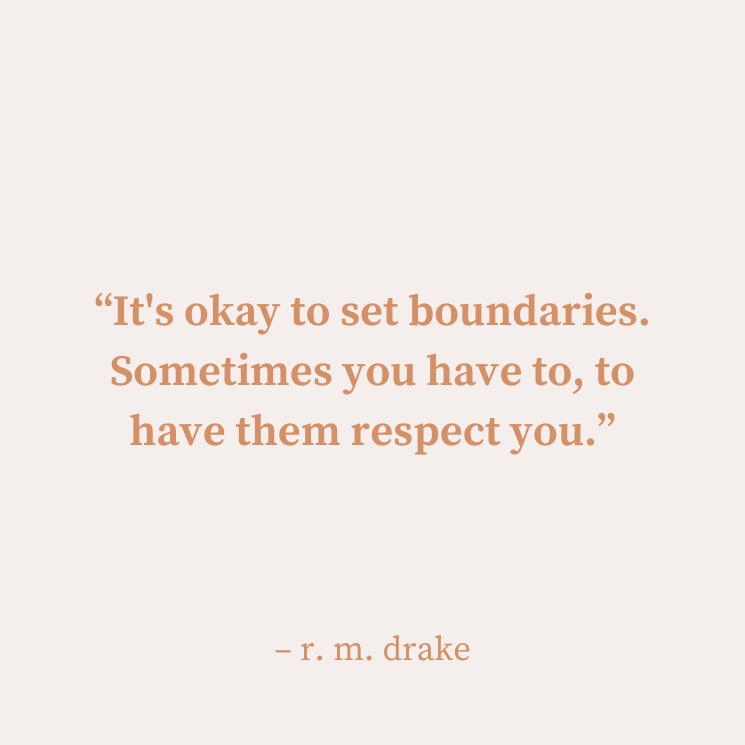 “It's okay to set boundaries.
Sometimes you have to, to
have them respect you.”
– r. m. drake